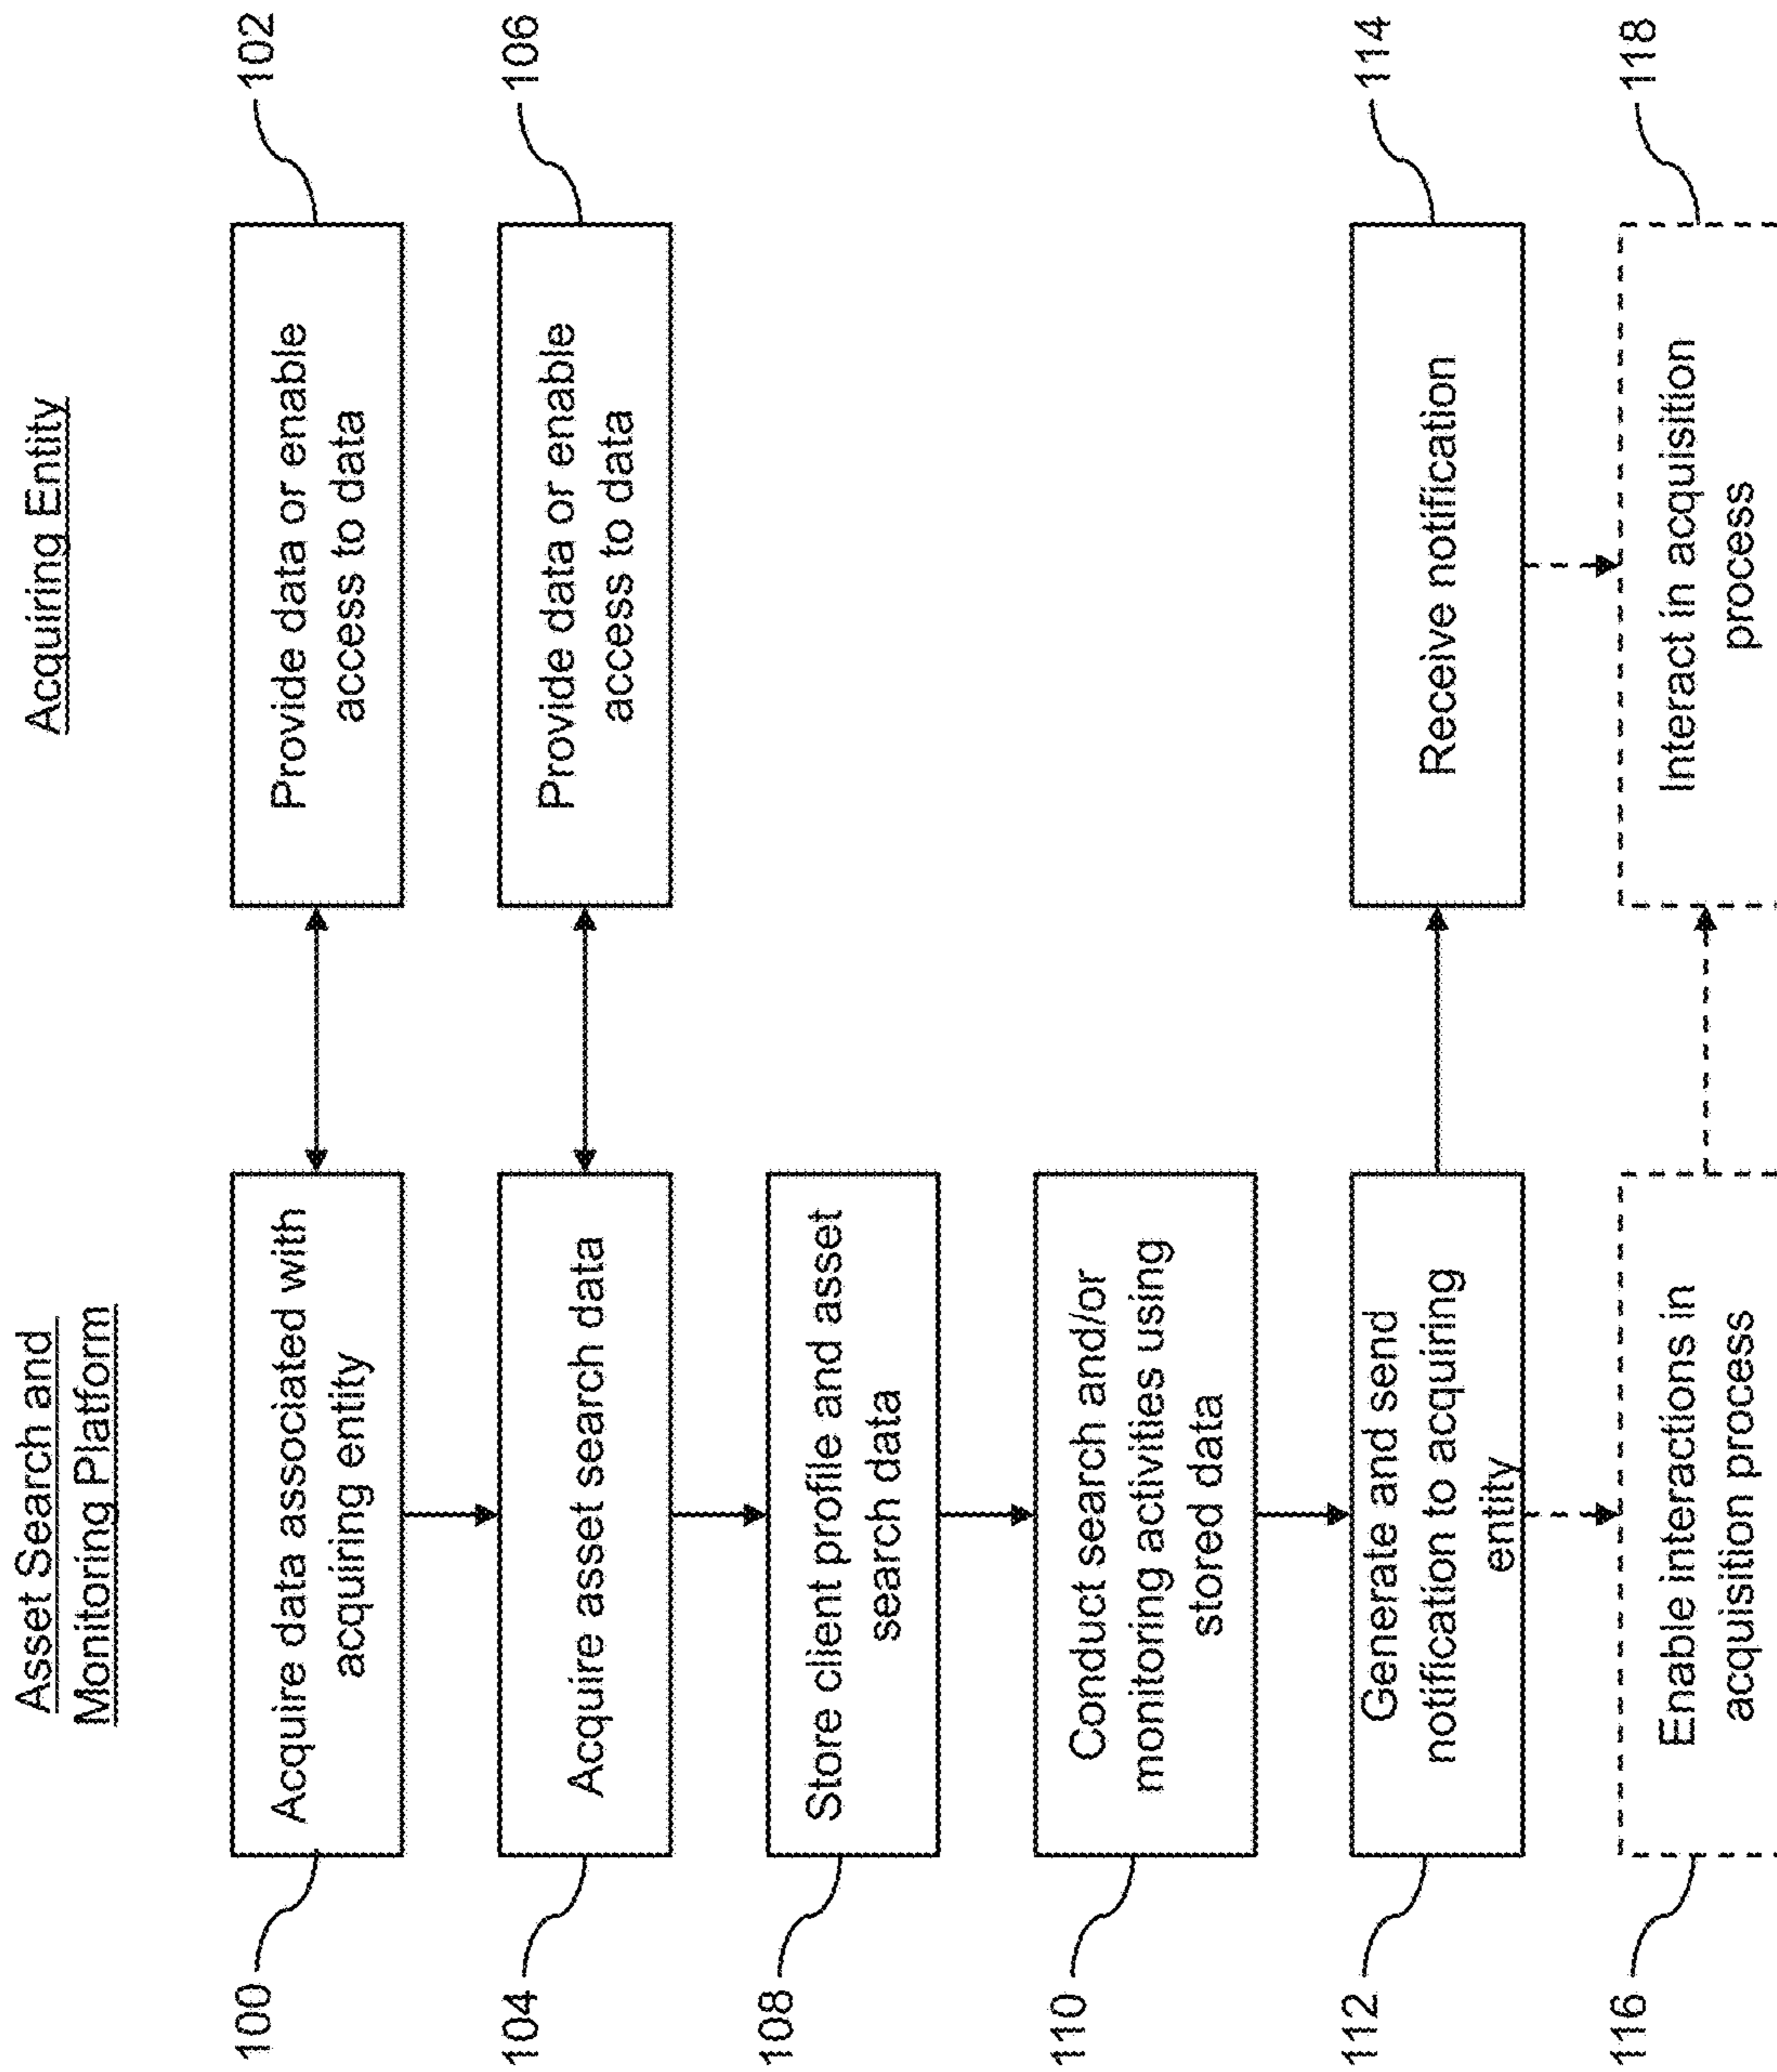 Asset Search and
Monitoring Platform
Acquiring Entity
100
Acquire data associated with
acquiring entity
Provide data or enable
access to data
102
104
Acquire asset search data
Provide data or enable
access to data
106
108
Store client profile and asset
search data
110
Conduct search and/or
monitoring activities using
stored data
112
Generate and send
notification to acquiring
entity
Receive notification
114
116
Enable interactions in
acquisition process
Interact in acquisition
process
118